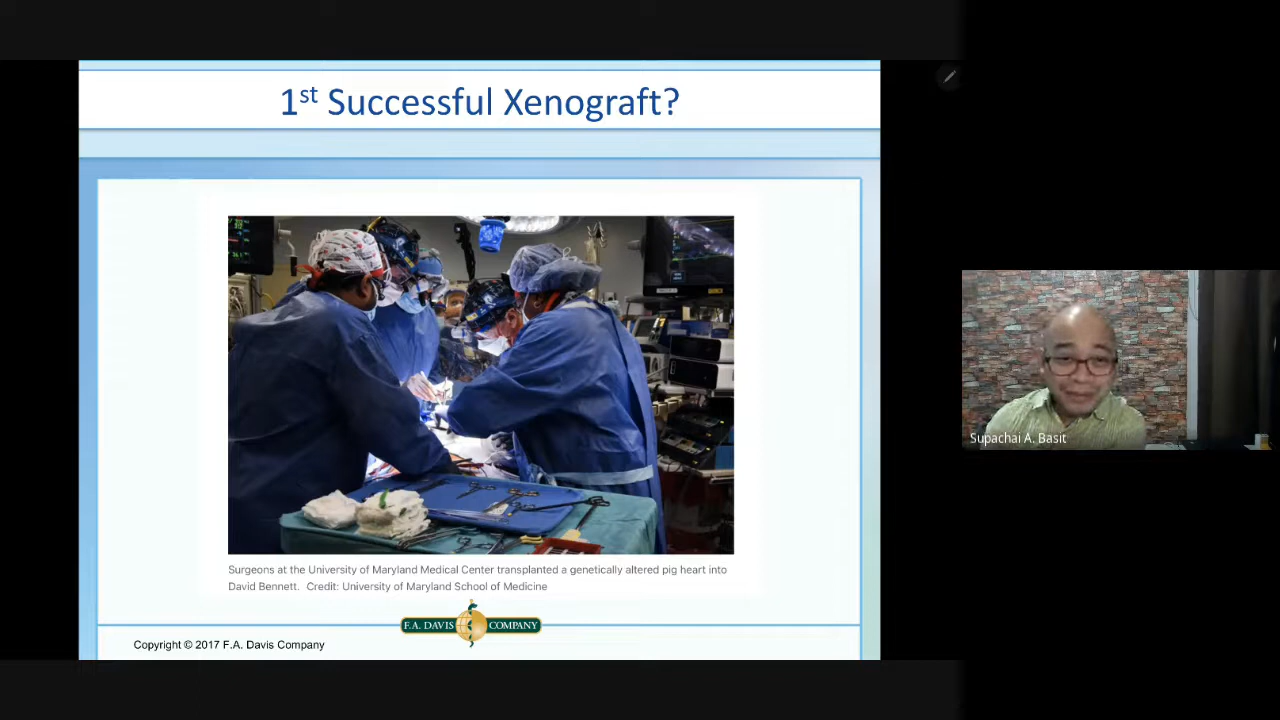 1st Successful Xenograft?
Surgeons at the University of Maryland Medical Center transplanted a genetically altered pig heart into
David Bennett. Credit: University of Maryland School of Medicine
F.A. DAVIS COMPANY
Copyright © 2017 F.A. Davis Company
Supachai A. Basit